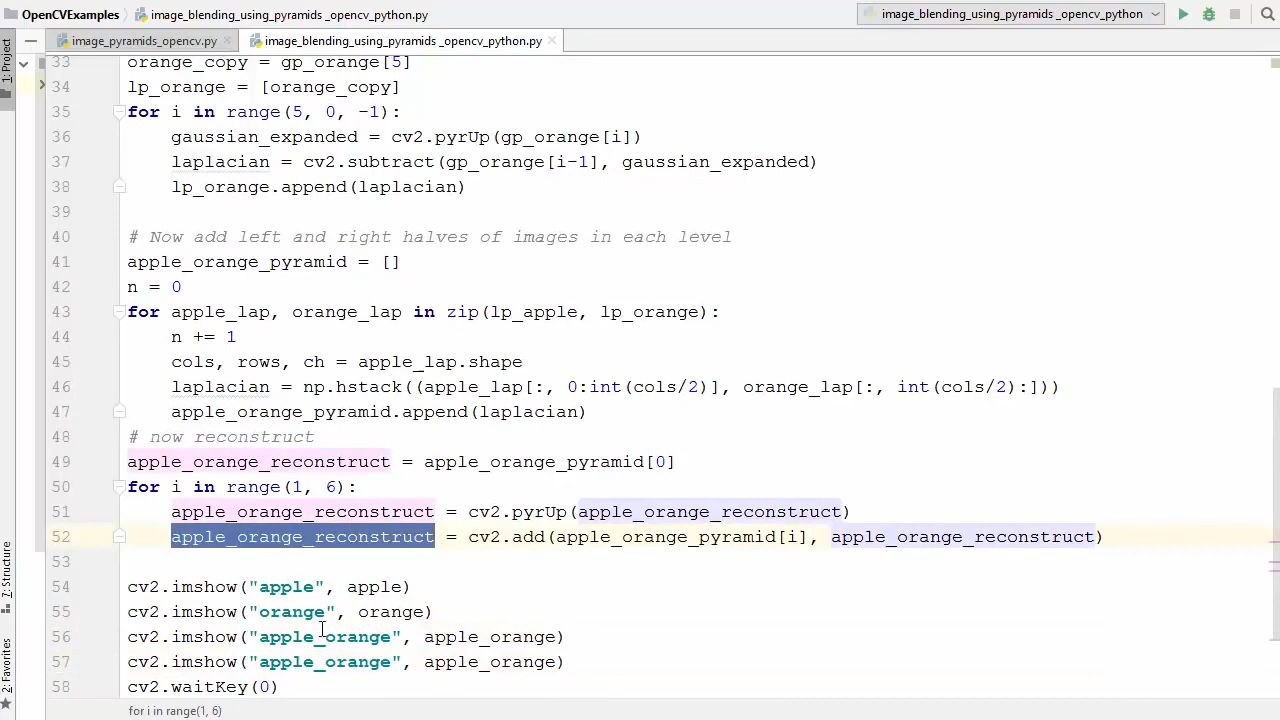 OpenCVExamples
image_blending_using_pyramids _opencv_python.py
image_blending_using_pyramids _opencv_python
image_pyramids_opencv.py
image_blending_using_pyramids _opencv_python.py
1: Project
7: Structure
2: Favorites
33 orange_copy = gp_orange[5]
34 lp_orange = [orange_copy]
35 for i in range(5, 0, -1):
36 gaussian_expanded = cv2.pyrUp(gp_orange[i])
37 laplacian = cv2.subtract(gp_orange[i-1], gaussian_expanded)
38 lp_orange.append(laplacian)
39
40 # Now add left and right halves of images in each level
41 apple_orange_pyramid = []
42 n = 0
43 for apple_lap, orange_lap in zip(lp_apple, lp_orange):
44 n += 1
45 cols, rows, ch = apple_lap.shape
46 laplacian = np.hstack((apple_lap[:, 0:int(cols/2)], orange_lap[:, int(cols/2):]))
47 apple_orange_pyramid.append(laplacian)
48 # now reconstruct
49 apple_orange_reconstruct = apple_orange_pyramid[0]
50 for i in range(1, 6):
51 apple_orange_reconstruct = cv2.pyrUp(apple_orange_reconstruct)
52 apple_orange_reconstruct = cv2.add(apple_orange_pyramid[i], apple_orange_reconstruct)
53
54 cv2.imshow("apple", apple)
55 cv2.imshow("orange", orange)
56 cv2.imshow("apple_orange", apple_orange)
57 cv2.imshow("apple_orange", apple_orange)
58 cv2.waitKey(0)
for i in range(1, 6)